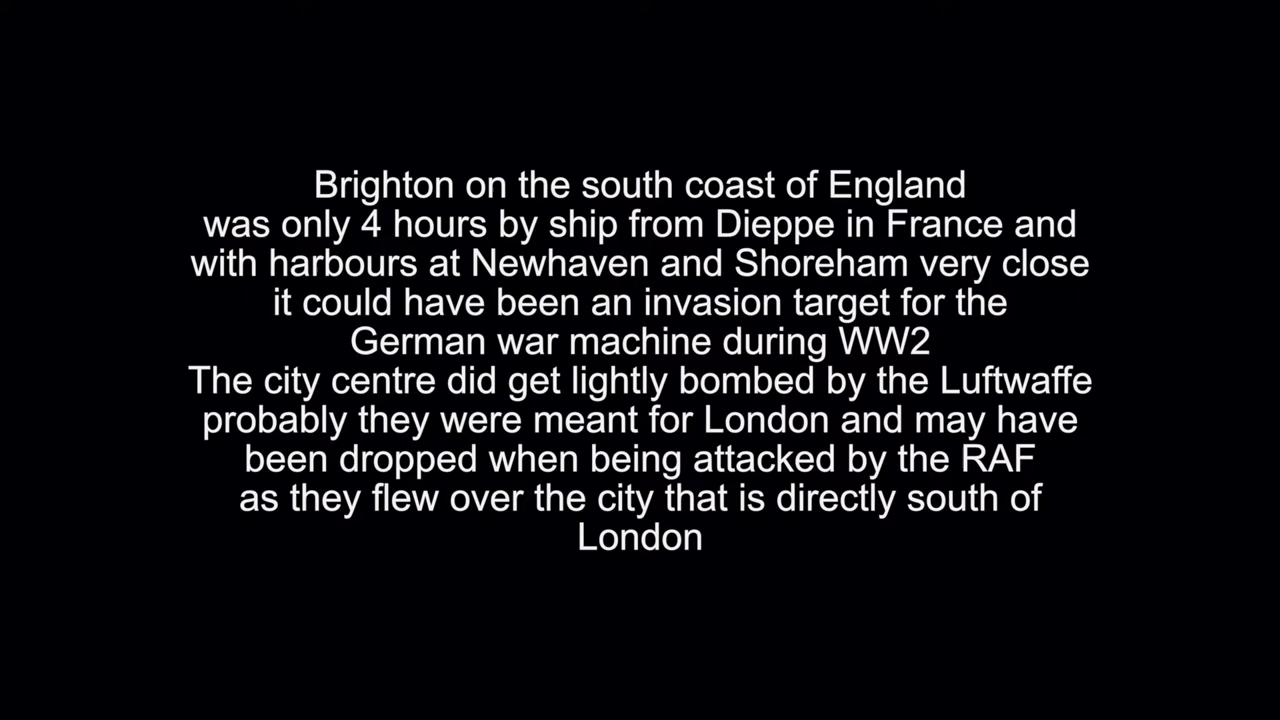 Brighton on the south coast of England
was only 4 hours by ship from Dieppe in France and
with harbours at Newhaven and Shoreham very close
it could have been an invasion target for the
German war machine during WW2
The city centre did get lightly bombed by the Luftwaffe
probably they were meant for London and may have
been dropped when being attacked by the RAF
as they flew over the city that is directly south of
London